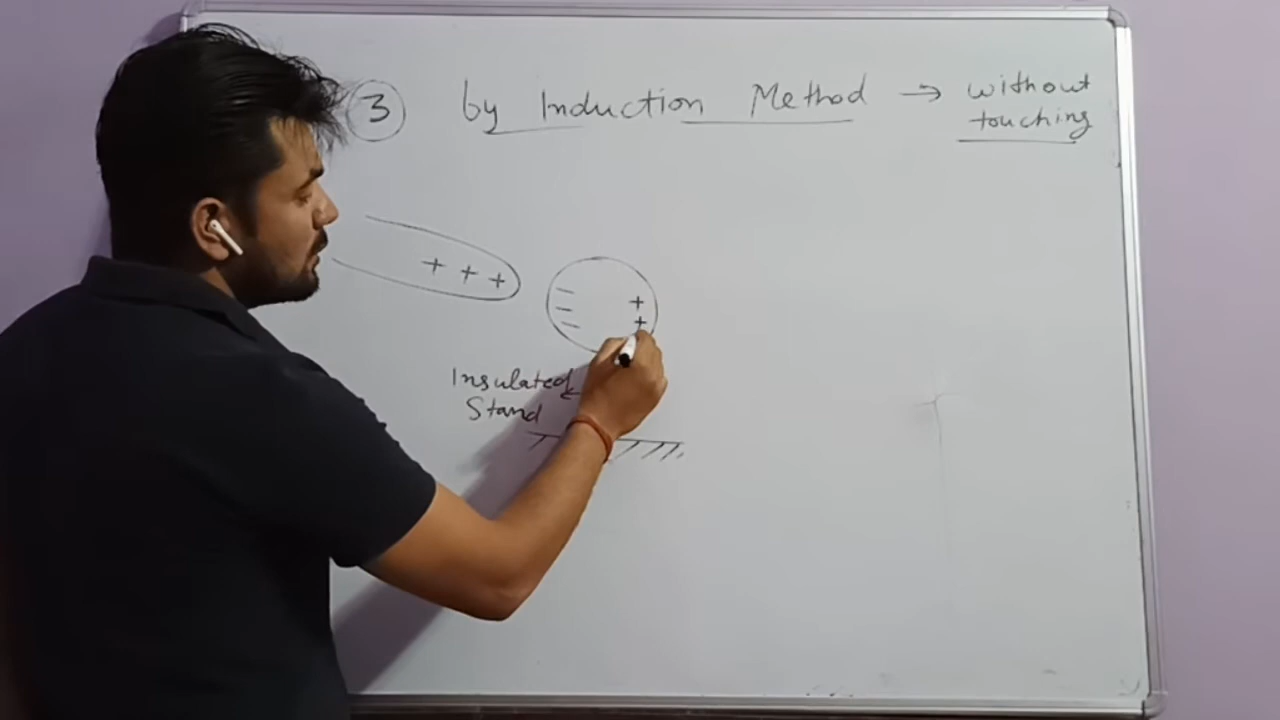 3 by Induction Method → without
touching
+ + +
− − −
+ +
Insulated
Stand